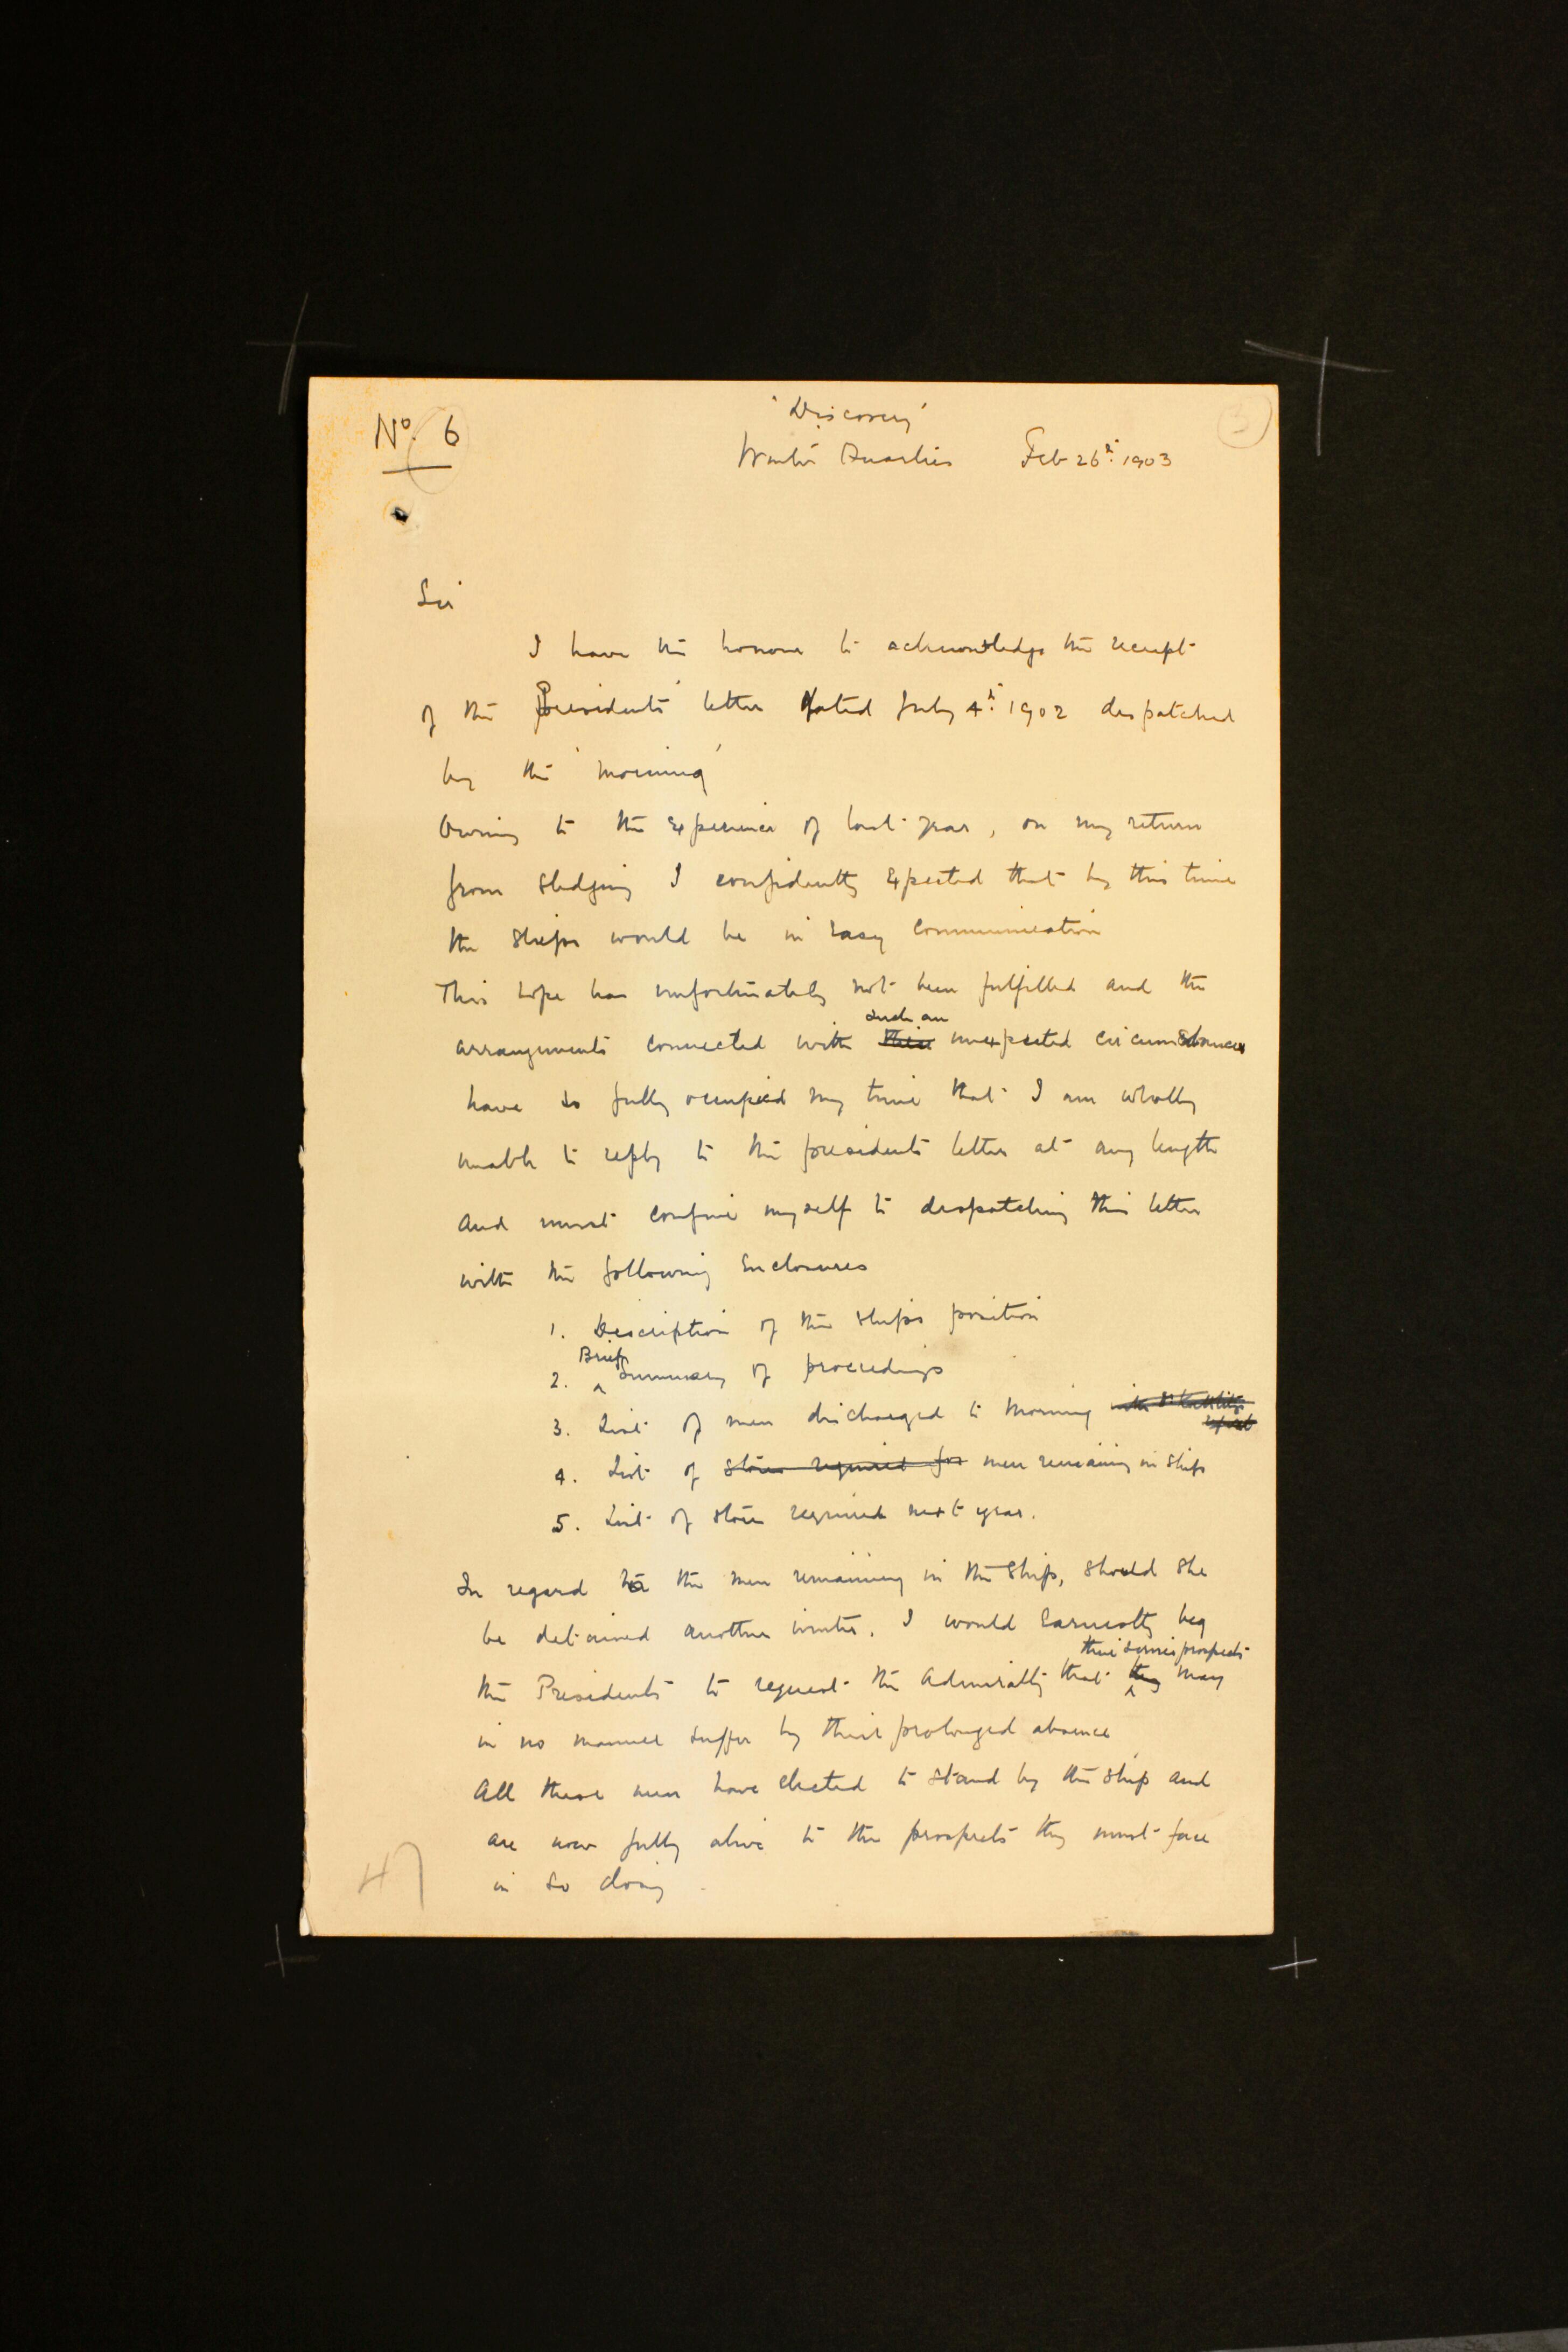 No. 6
'Discovery'
3
Winter Quarters Feb 26th 1903
Sir
I have the honour to acknowledge the receipt
of the Presidents' letter dated July 4th 1902 despatched
by the 'Morning'
Owing to the experience of last year, on my return
from sledging I confidently expected that by this time
the ships would be in easy communication
This hope has unfortunately not been fulfilled and the
such an
arrangements connected with unexpected circumstances
have so fully occupied my time that I am wholly
unable to reply to the presidents letter at any length
and must confine myself to despatching this letter
with the following enclosures
1. Description of the ships position
Brief
2. ^ Summary of proceedings
3. List of men discharged to Morning
4. List of stores required for men remaining in ship
5. List of stores required next year.
In regard to the men remaining in the ship, should she
be detained another winter. I would earnestly beg
their service prospects
the Presidents to request the Admiralty that they ^ may
in no manner suffer by their prolonged absence
All these men have elected to stand by the ship and
are now fully alive to the prospects they must face
in so doing.
47